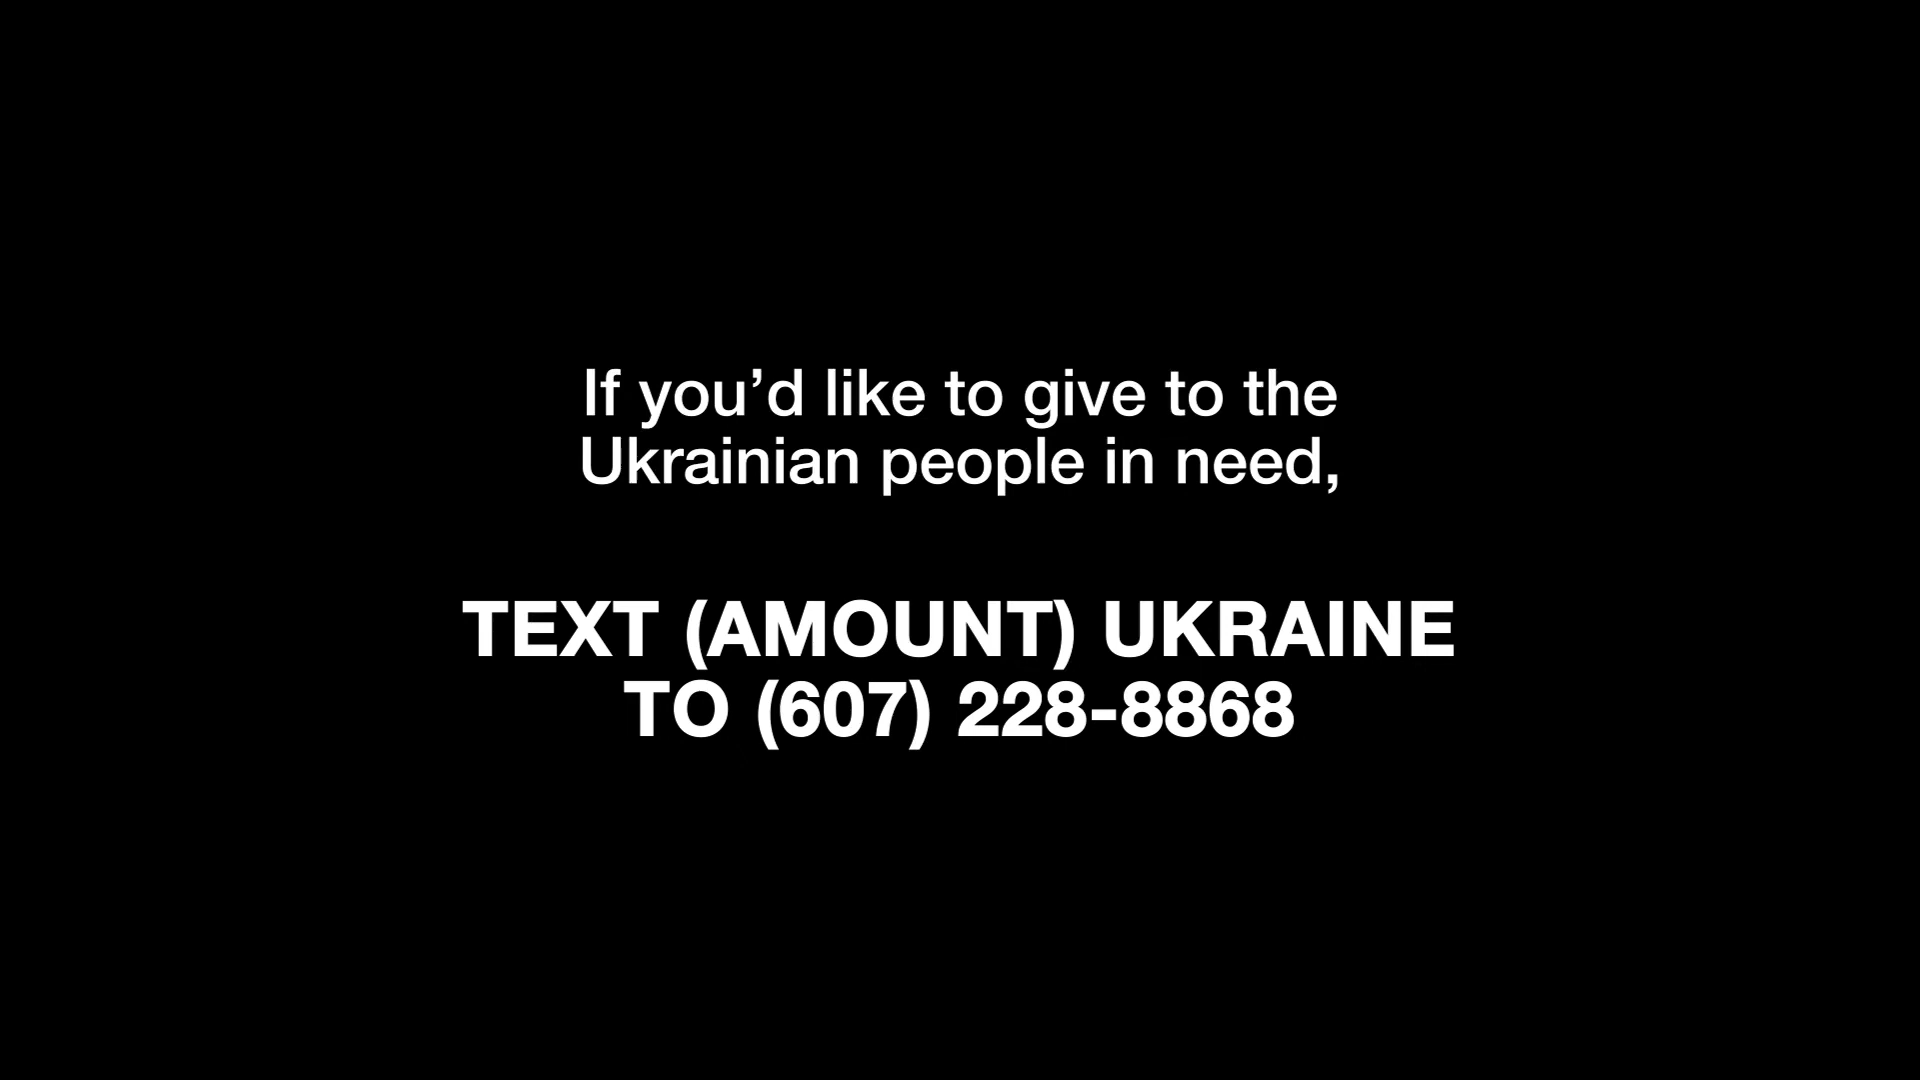 If you’d like to give to the
Ukrainian people in need,
TEXT (AMOUNT) UKRAINE
TO (607) 228-8868